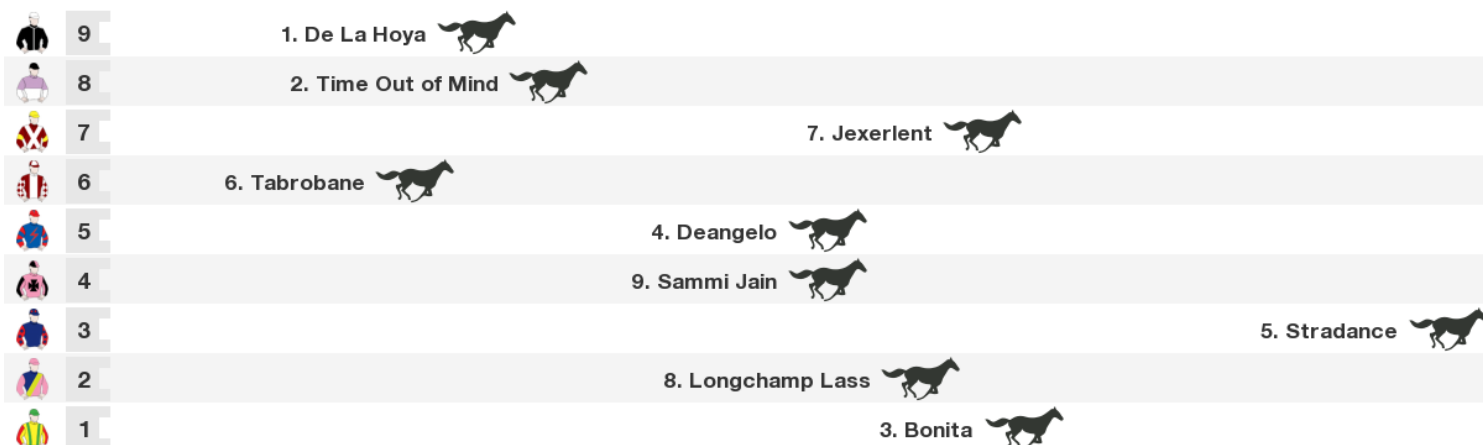 9 1. De La Hoya
8 2. Time Out of Mind
7 7. Jexerlent
6 6. Tabrobane
5 4. Deangelo
4 9. Sammi Jain
3 5. Stradance
2 8. Longchamp Lass
1 3. Bonita